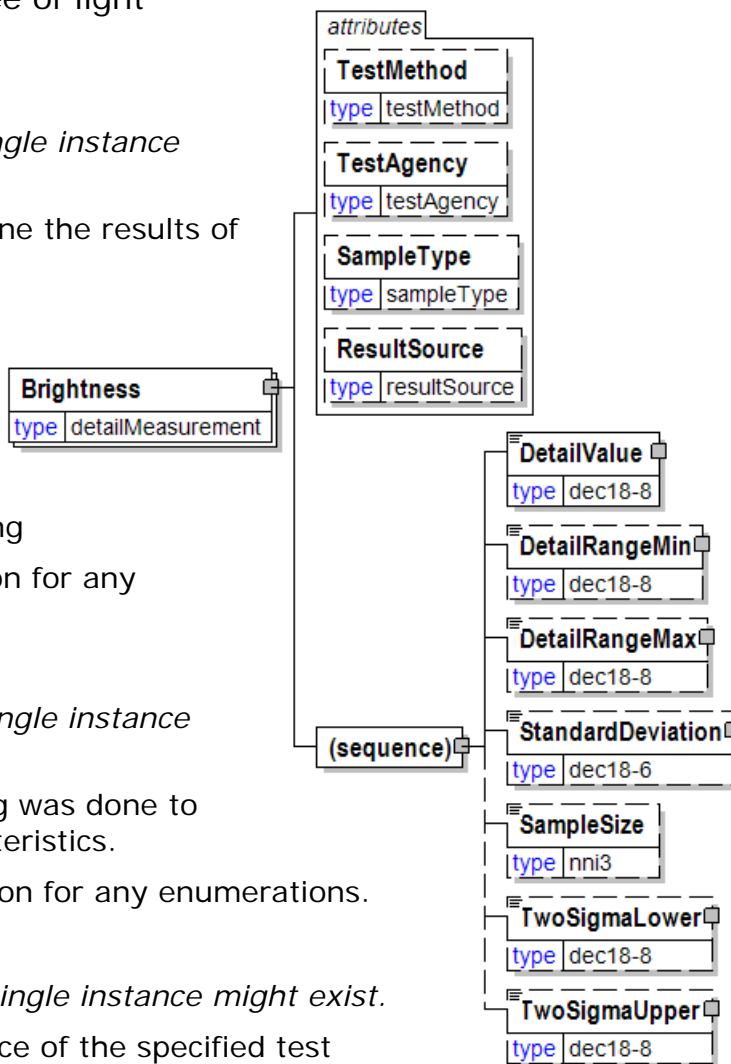 of light
attributes
TestMethod
type testMethod
ngle instance
TestAgency
type testAgency
ne the results of
SampleType
type sampleType
ResultSource
type resultSource
Brightness
type detailMeasurement
DetailValue
type dec18-8
ng
DetailRangeMin
type dec18-8
on for any
DetailRangeMax
type dec18-8
ngle instance
StandardDeviation
type dec18-6
(sequence)
g was done to
SampleSize
type nni3
teristics.
on for any enumerations.
TwoSigmaLower
type dec18-8
ingle instance might exist.
TwoSigmaUpper
type dec18-8
ce of the specified test